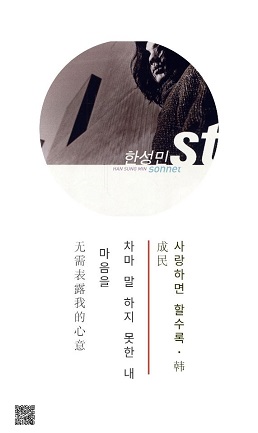 한성민
st
HAN SUNG MIN
sonnet
사랑하면 할수록·韩
成民
차마 말 하지 못한 내
마음을
无需表露我的心意